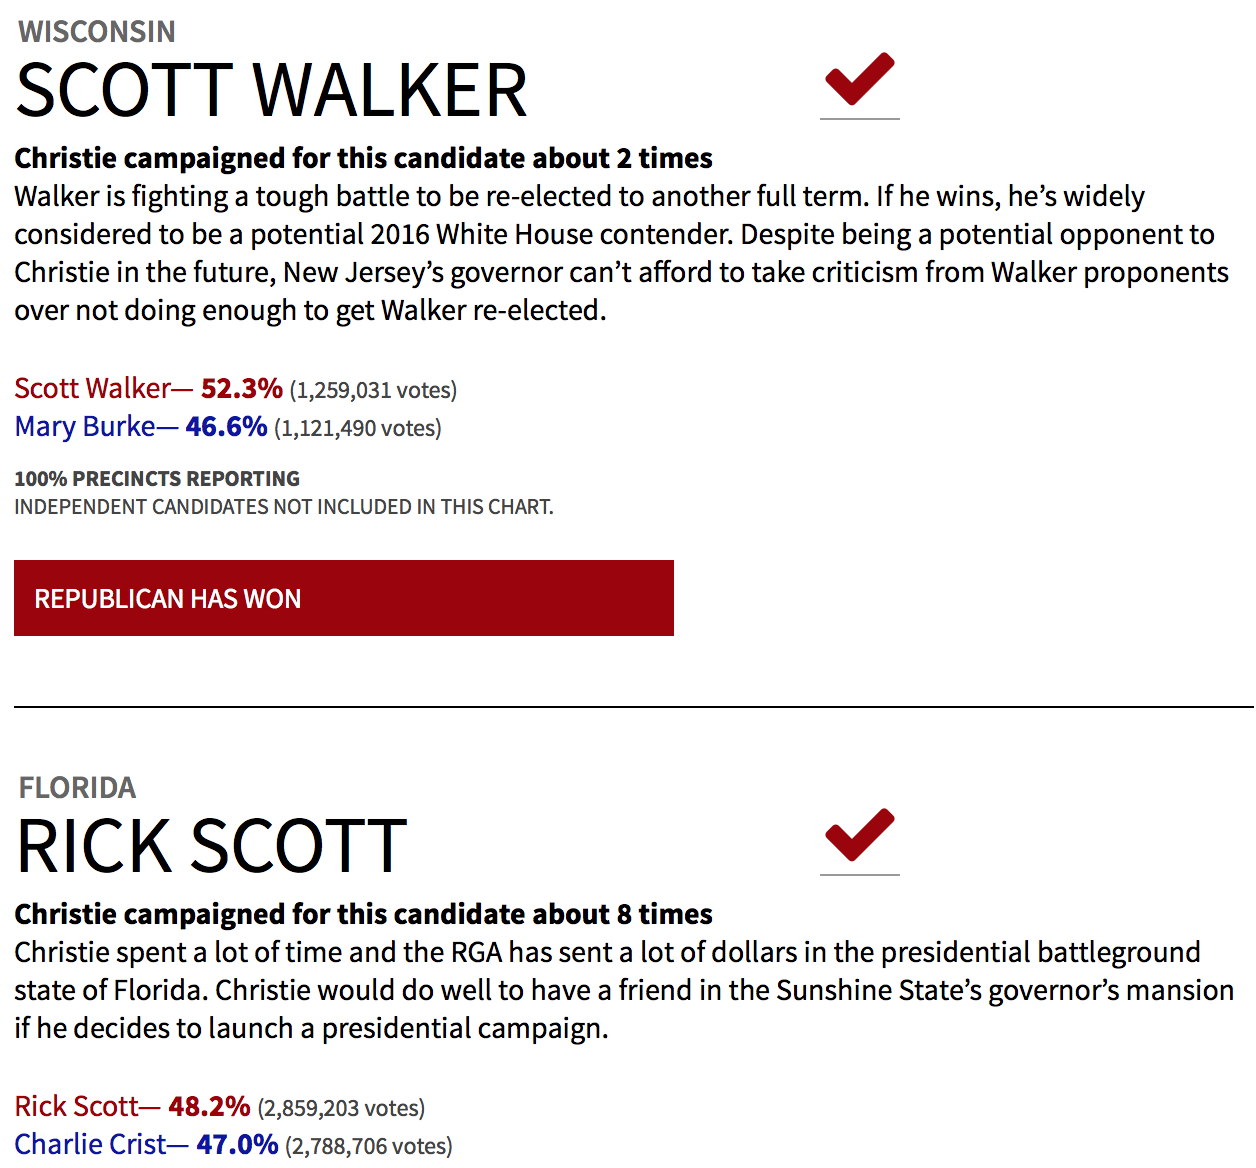 WISCONSIN
SCOTT WALKER
Christie campaigned for this candidate about 2 times
Walker is fighting a tough battle to be re-elected to another full term. If he wins, he’s widely
considered to be a potential 2016 White House contender. Despite being a potential opponent to
Christie in the future, New Jersey’s governor can’t afford to take criticism from Walker proponents
over not doing enough to get Walker re-elected.
Scott Walker— 52.3% (1,259,031 votes)
Mary Burke— 46.6% (1,121,490 votes)
100% PRECINCTS REPORTING
INDEPENDENT CANDIDATES NOT INCLUDED IN THIS CHART.
REPUBLICAN HAS WON
FLORIDA
RICK SCOTT
Christie campaigned for this candidate about 8 times
Christie spent a lot of time and the RGA has sent a lot of dollars in the presidential battleground
state of Florida. Christie would do well to have a friend in the Sunshine State’s governor’s mansion
if he decides to launch a presidential campaign.
Rick Scott— 48.2% (2,859,203 votes)
Charlie Crist— 47.0% (2,788,706 votes)